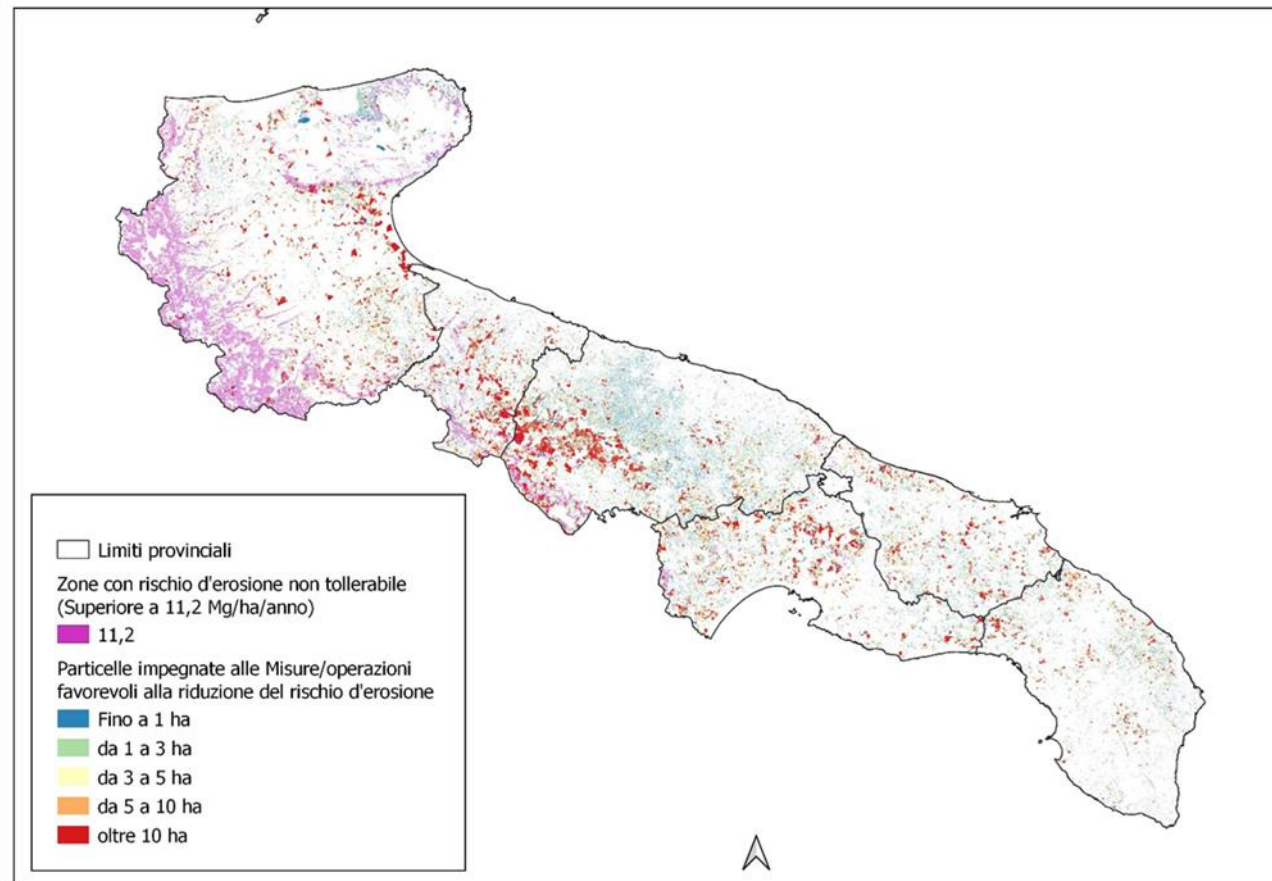 Limiti provinciali
Zone con rischio d'erosione non tollerabile
(Superiore a 11,2 Mg/ha/anno)
11,2
Particelle impegnate alle Misure/operazioni
favorevoli alla riduzione del rischio d'erosione
Fino a 1 ha
da 1 a 3 ha
da 3 a 5 ha
da 5 a 10 ha
oltre 10 ha